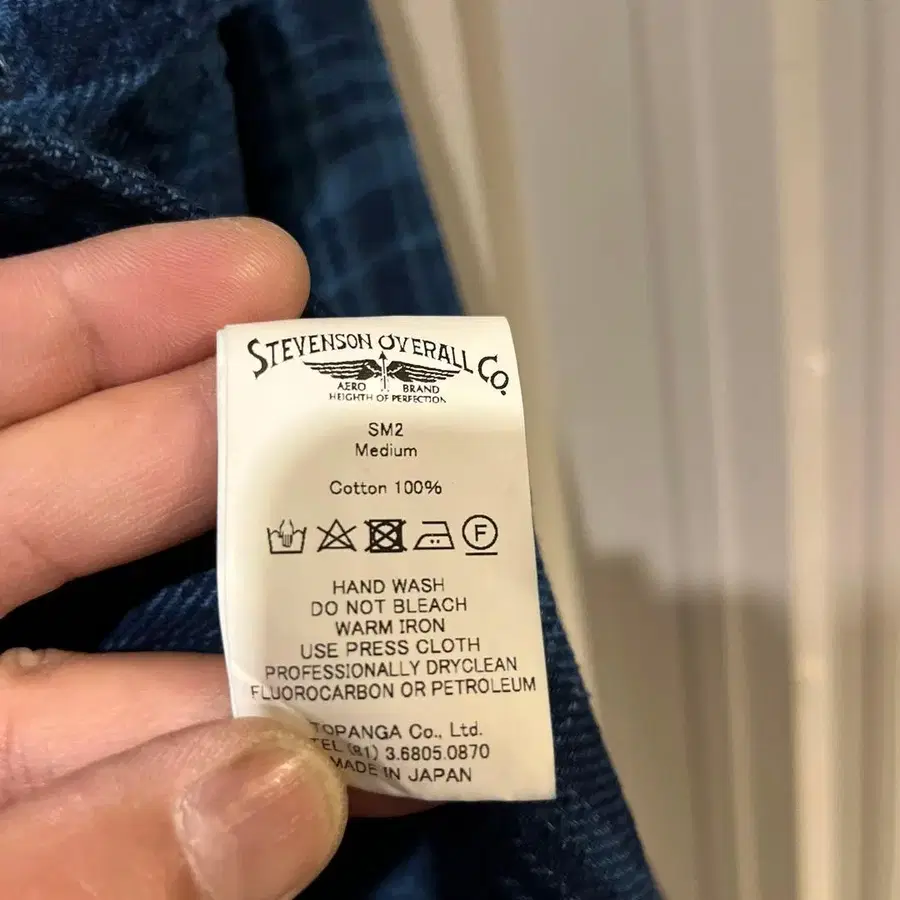 STEVENSON OVERALL CO.
AERO BRAND
HEIGHTH OF PERFECTION
SM2
Medium
Cotton 100%
F
HAND WASH
DO NOT BLEACH
WARM IRON
USE PRESS CLOTH
PROFESSIONALLY DRYCLEAN
FLUOROCARBON OR PETROLEUM
TOPANGA Co., Ltd.
TEL (81) 3.6805.0870
MADE IN JAPAN